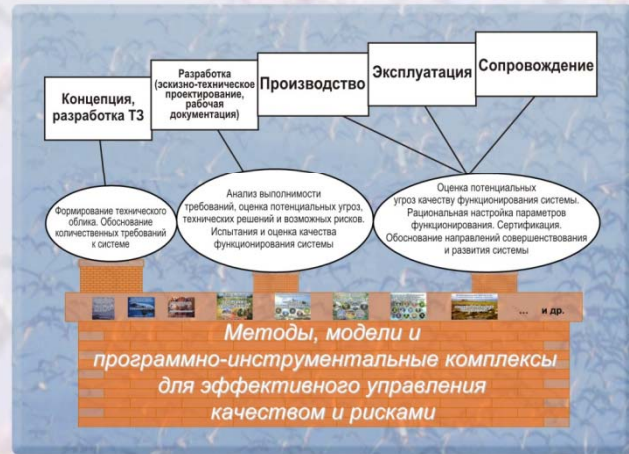 Концепция,
разработка ТЗ
Разработка
(эскизно-техническое
проектирование,
рабочая
документация)
Производство
Эксплуатация
Сопровождение
Формирование технического
облика. Обоснование
количественных требований
к системе
Анализ выполнимости
требований, оценка потенциальных угроз,
технических решений и возможных рисков.
Испытания и оценка качества
функционирования системы
Оценка потенциальных
угроз качеству функционирования системы.
Рациональная настройка параметров
функционирования. Сертификация.
Обоснование направлений совершенствования
и развития системы
... и др.
Методы, модели и
программно-инструментальные комплексы
для эффективного управления
качеством и рисками